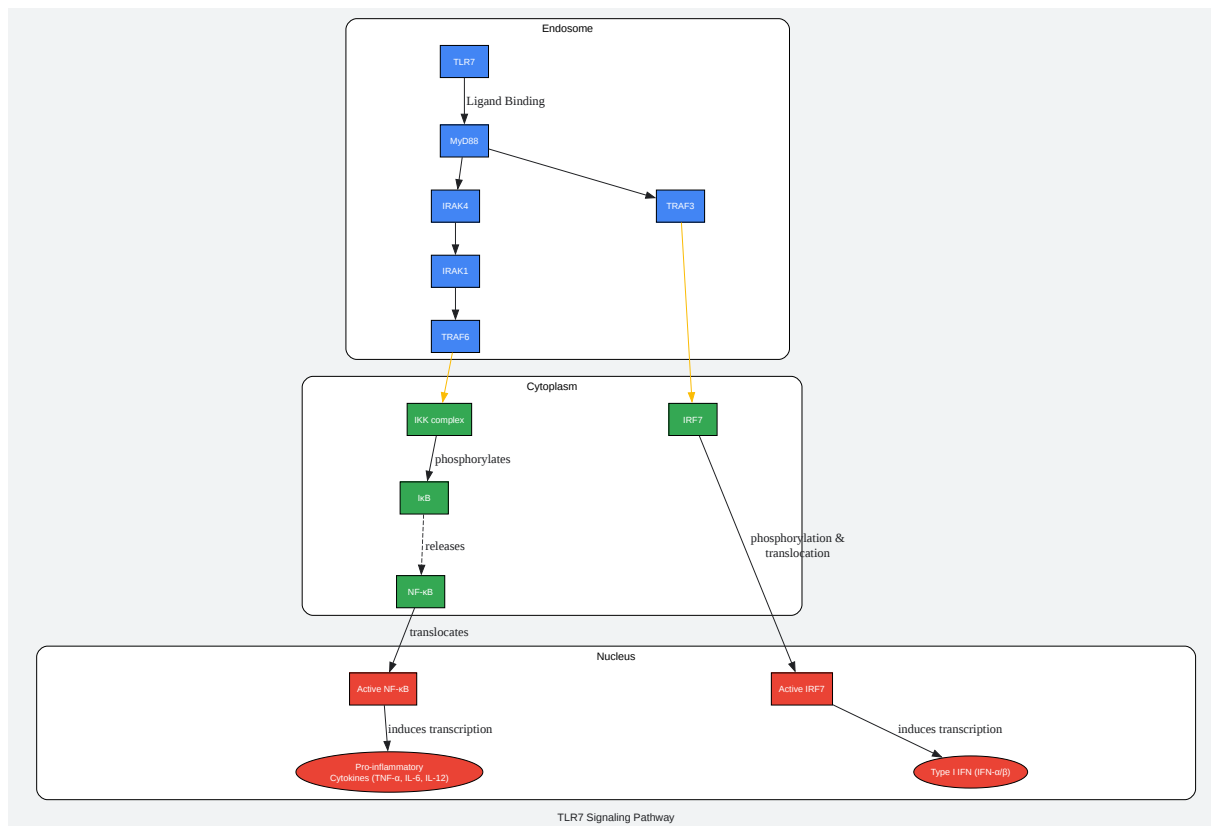 Endosome
TLR7
Ligand Binding
MyD88
IRAK4
TRAF3
IRAK1
TRAF6
Cytoplasm
IKK complex
IRF7
phosphorylates
IκB
phosphorylation &
translocation
releases
NF-κB
translocates
Nucleus
Active NF-κB
Active IRF7
induces transcription
induces transcription
Pro-inflammatory
Cytokines (TNF-α, IL-6, IL-12)
Type I IFN (IFN-α/β)
TLR7 Signaling Pathway